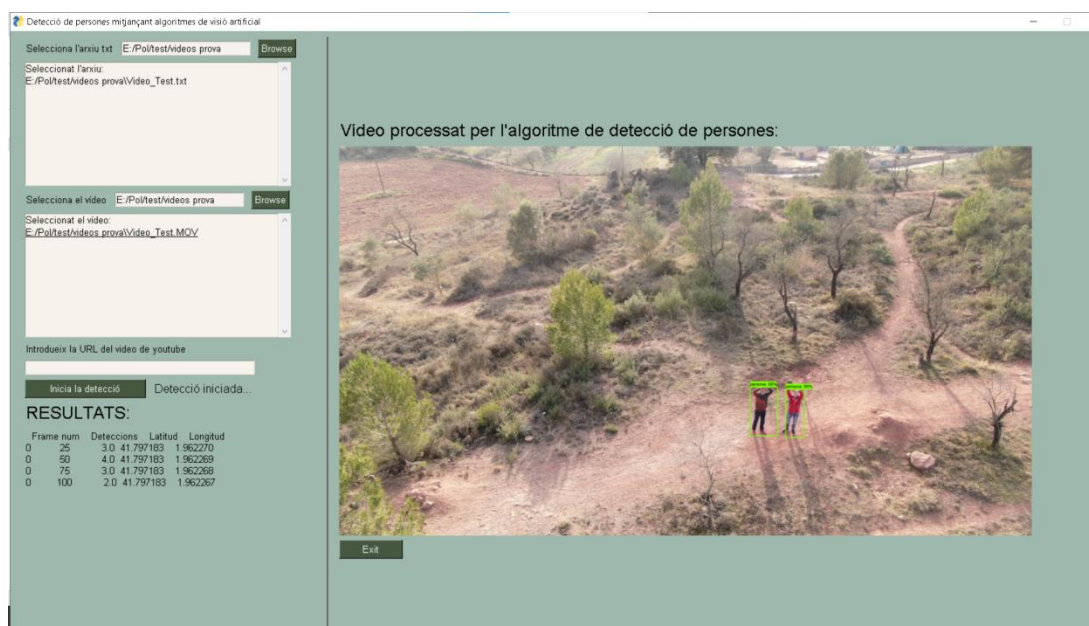 Detecció de persones mitjançant algoritmes de visió artificial
Selecciona l'arxiu txt E:/Pol/test/videos prova Browse
Seleccionat l'arxiu:
E:/Pol/test/videos prova\Video_Test.txt
Selecciona el vídeo E:/Pol/test/videos prova Browse
Seleccionat el vídeo:
E:/Pol/test/videos prova\Video_Test.MOV
Introdueix la URL del video de youtube
Inicia la detecció Detecció iniciada...
RESULTATS:
Frame num Deteccions Latitud Longitud
0 25 3.0 41.797183 1.962270
0 50 4.0 41.797183 1.962269
0 75 3.0 41.797183 1.962268
0 100 2.0 41.797183 1.962267
Vídeo processat per l'algoritme de detecció de persones:
Exit